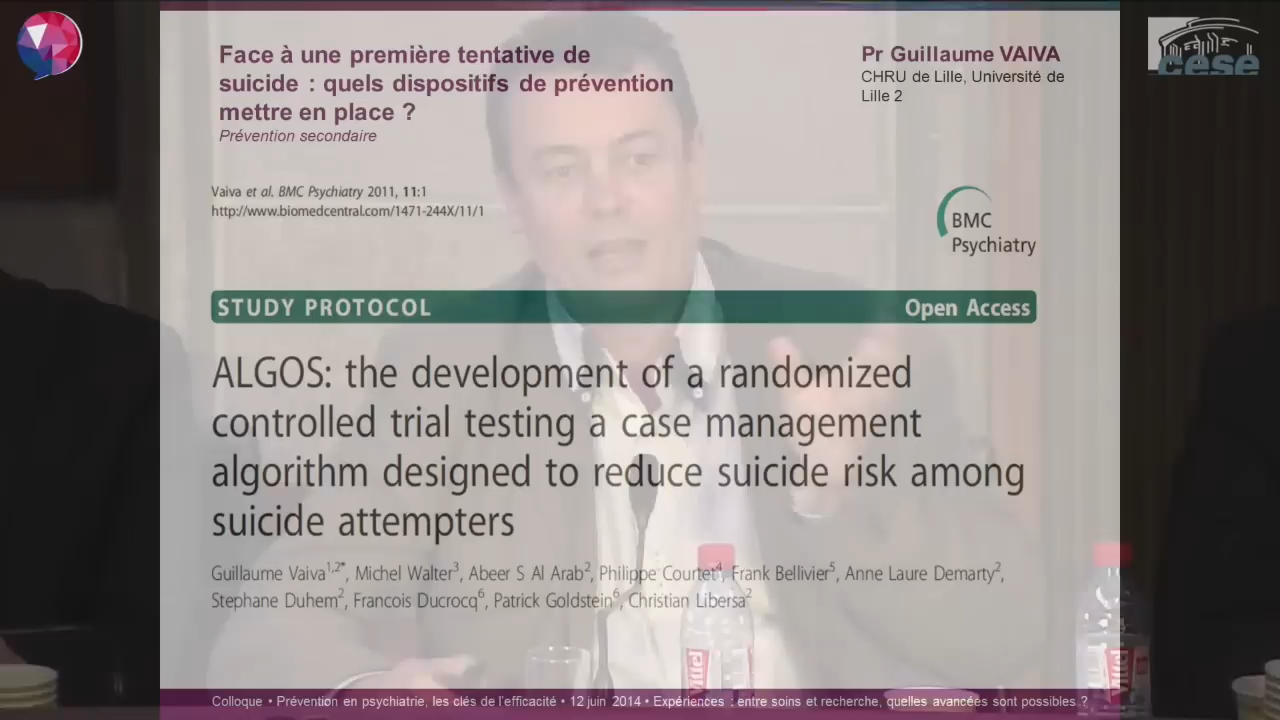 Face à une première tentative de
suicide : quels dispositifs de prévention
mettre en place ?
Prévention secondaire
Pr Guillaume VAIVA
CHRU de Lille, Université de
Lille 2
cese
Vaiva et al. BMC Psychiatry 2011, 11:1
http://www.biomedcentral.com/1471-244X/11/1
BMC
Psychiatry
STUDY PROTOCOL
Open Access
ALGOS: the development of a randomized
controlled trial testing a case management
algorithm designed to reduce suicide risk among
suicide attempters
Guillaume Vaiva1,2*, Michel Walter3, Abeer S Al Arab2, Philippe Courtet4, Frank Bellivier5, Anne Laure Demarty2,
Stephane Duhem2, Francois Ducrocq6, Patrick Goldstein6, Christian Libersa2
vittel
vittel
Colloque • Prévention en psychiatrie, les clés de l'efficacité • 12 juin 2014 • Expériences : entre soins et recherche, quelles avancées sont possibles ?